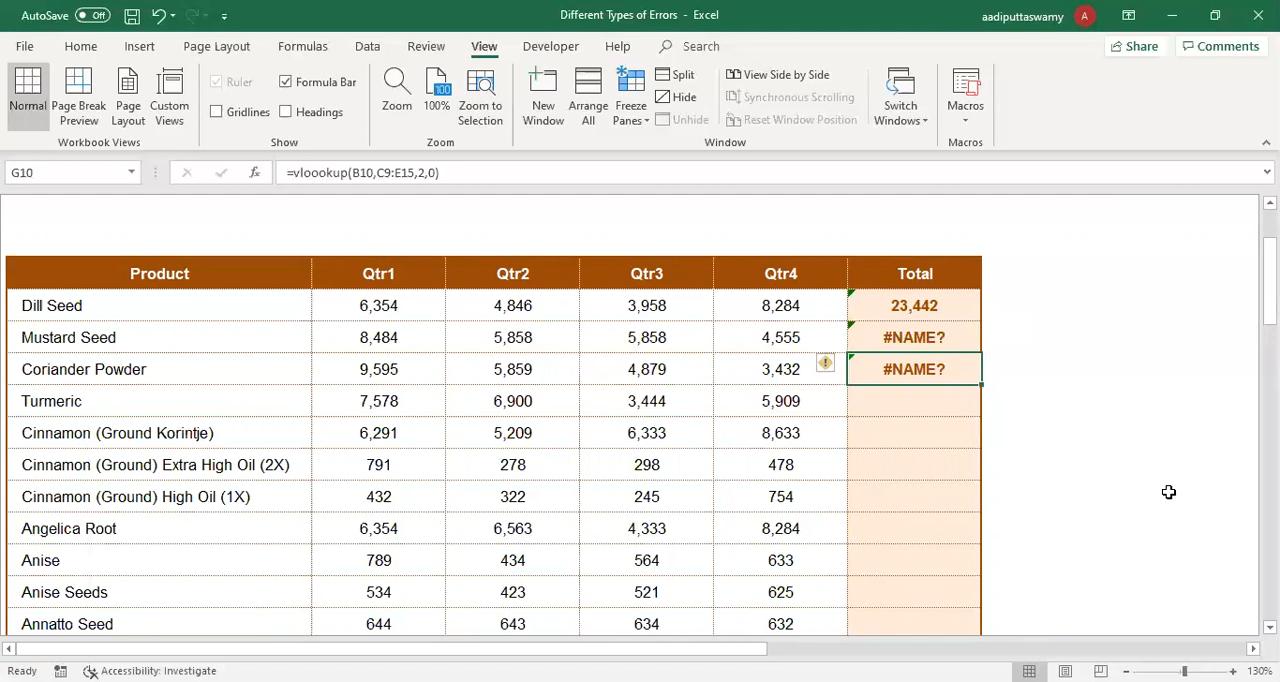 AutoSave Off Different Types of Errors - Excel aadiputtaswamy A
File Home Insert Page Layout Formulas Data Review View Developer Help Search Share Comments
Normal Page Break Preview Page Layout Custom Views
Ruler Formula Bar
Gridlines Headings
Zoom 100% Zoom to Selection
New Window Arrange All Freeze Panes
Split
Hide
Unhide
View Side by Side
Synchronous Scrolling
Reset Window Position
Switch Windows
Macros
Workbook Views Show Zoom Window Macros
G10 fx =vloookup(B10,C9:E15,2,0)
Product Qtr1 Qtr2 Qtr3 Qtr4 Total
Dill Seed 6,354 4,846 3,958 8,284 23,442
Mustard Seed 8,484 5,858 5,858 4,555 #NAME?
Coriander Powder 9,595 5,859 4,879 3,432 #NAME?
Turmeric 7,578 6,900 3,444 5,909
Cinnamon (Ground Korintje) 6,291 5,209 6,333 8,633
Cinnamon (Ground) Extra High Oil (2X) 791 278 298 478
Cinnamon (Ground) High Oil (1X) 432 322 245 754
Angelica Root 6,354 6,563 4,333 8,284
Anise 789 434 564 633
Anise Seeds 534 423 521 625
Annatto Seed 644 643 634 632
Ready Accessibility: Investigate 130%